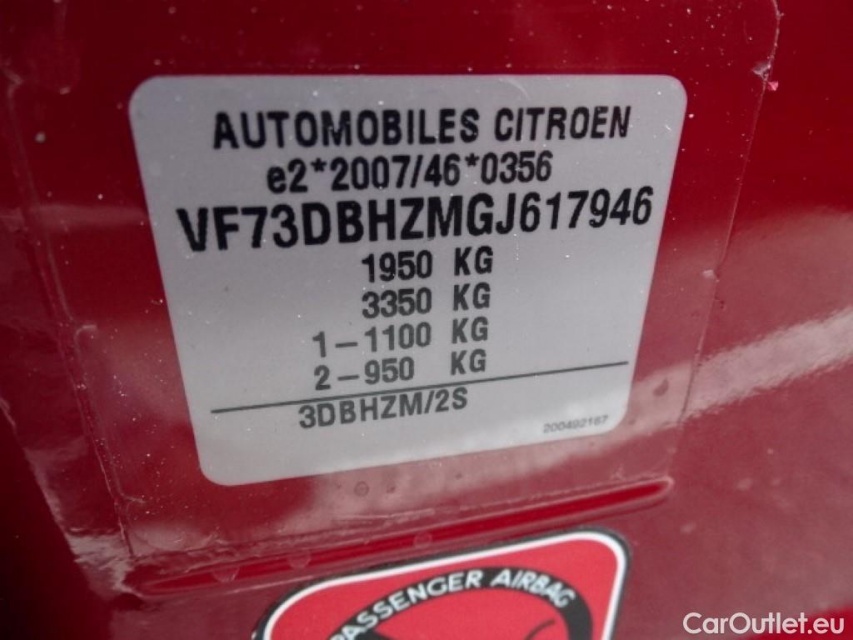 AUTOMOBILES CITROEN
e2*2007/46*0356
VF73DBHZMGJ617946
1950 KG
3350 KG
1-1100 KG
2-950 KG
3DBHZM/2S
200492167
PASSENGER AIRBAG
CarOutlet.eu